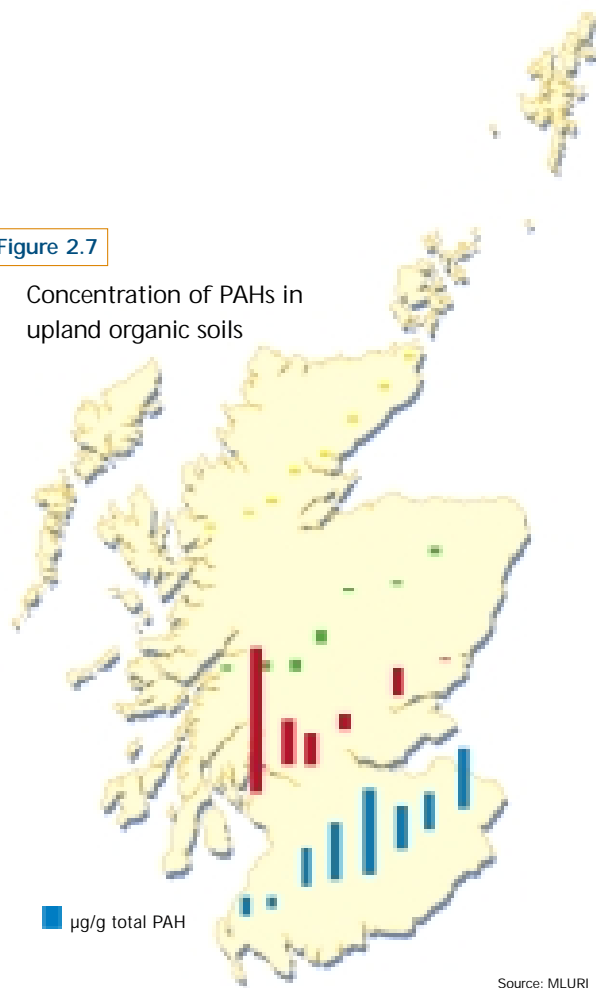 Figure 2.7
Concentration of PAHs in
upland organic soils
µg/g total PAH
Source: MLURI